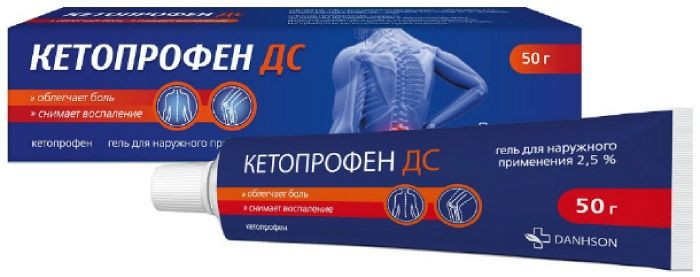 КЕТОПРОФЕН ДС
50 г
» облегчает боль
» снимает воспаление
кетопрофен
гель для наружного
КЕТОПРОФЕН ДС
» облегчает боль
» снимает воспаление
кетопрофен
гель для наружного
применения 2,5 %
50 г
DANHSON